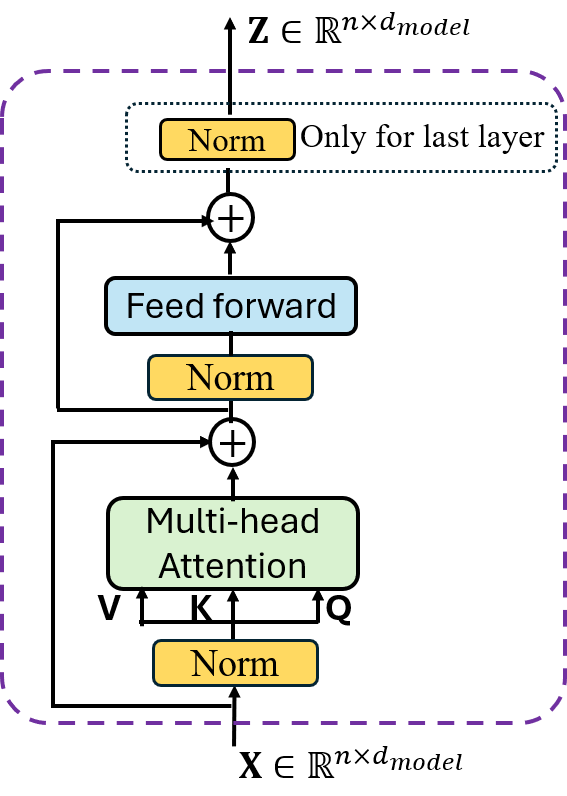 Z ∈ ℝ^{n×d_{model}}
Norm Only for last layer
+
Feed forward
Norm
+
Multi-head
Attention
V K Q
Norm
X ∈ ℝ^{n×d_{model}}